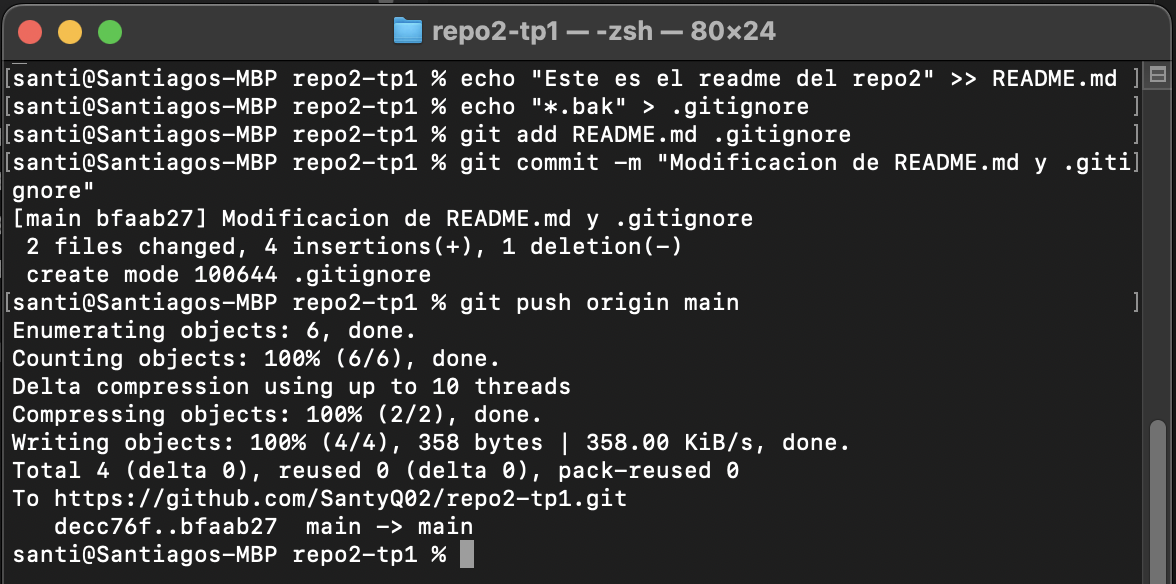 repo2-tp1 — -zsh — 80×24
[santi@Santiagos-MBP repo2-tp1 % echo "Este es el readme del repo2" >> README.md ]
[santi@Santiagos-MBP repo2-tp1 % echo "*.bak" > .gitignore ]
[santi@Santiagos-MBP repo2-tp1 % git add README.md .gitignore ]
[santi@Santiagos-MBP repo2-tp1 % git commit -m "Modificacion de README.md y .giti]
gnore"
[main bfaab27] Modificacion de README.md y .gitignore
 2 files changed, 4 insertions(+), 1 deletion(-)
 create mode 100644 .gitignore
[santi@Santiagos-MBP repo2-tp1 % git push origin main ]
Enumerating objects: 6, done.
Counting objects: 100% (6/6), done.
Delta compression using up to 10 threads
Compressing objects: 100% (2/2), done.
Writing objects: 100% (4/4), 358 bytes | 358.00 KiB/s, done.
Total 4 (delta 0), reused 0 (delta 0), pack-reused 0
To https://github.com/SantyQ02/repo2-tp1.git
   decc76f..bfaab27  main -> main
santi@Santiagos-MBP repo2-tp1 %